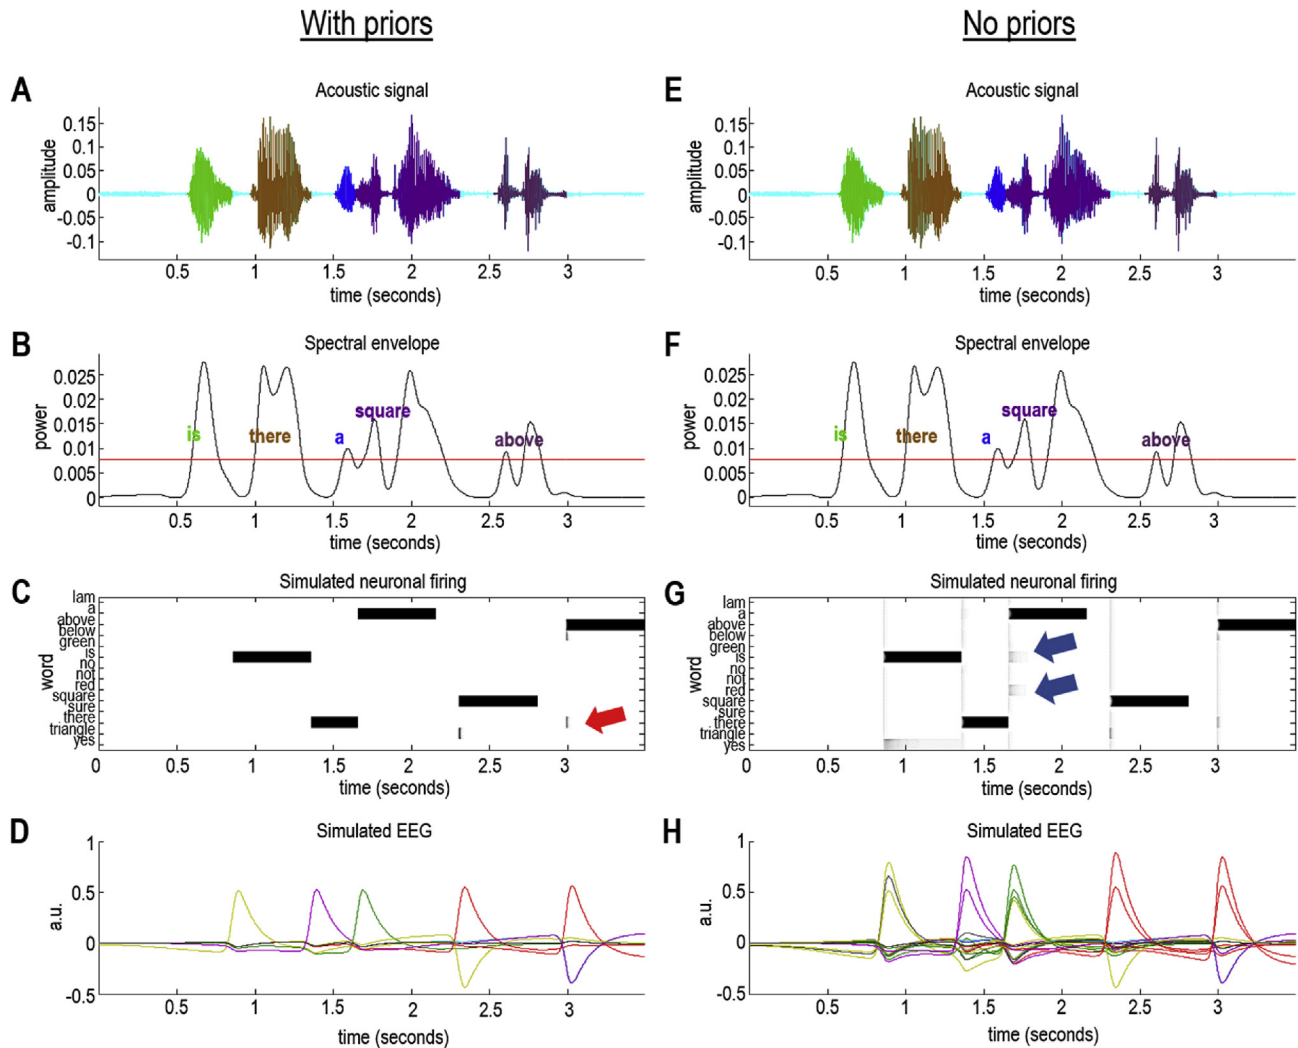 With priors
No priors
A
Acoustic signal
amplitude
0.15
0.1
0.05
0
-0.05
-0.1
0.5 1 1.5 2 2.5 3
time (seconds)
E
Acoustic signal
amplitude
0.15
0.1
0.05
0
-0.05
-0.1
0.5 1 1.5 2 2.5 3
time (seconds)
B
Spectral envelope
power
0.025
0.02
0.015
0.01
0.005
0
is there a square above
0.5 1 1.5 2 2.5 3
time (seconds)
F
Spectral envelope
power
0.025
0.02
0.015
0.01
0.005
0
is there a square above
0.5 1 1.5 2 2.5 3
time (seconds)
C
Simulated neuronal firing
word
lam
a
above
below
green
is
no
not
red
square
sure
there
triangle
yes
0 0.5 1 1.5 2 2.5 3
time (seconds)
G
Simulated neuronal firing
word
lam
a
above
below
green
is
no
not
red
square
sure
there
triangle
yes
0 0.5 1 1.5 2 2.5 3
time (seconds)
D
Simulated EEG
a.u.
1
0.5
0
-0.5
0.5 1 1.5 2 2.5 3
time (seconds)
H
Simulated EEG
a.u.
1
0.5
0
-0.5
0.5 1 1.5 2 2.5 3
time (seconds)